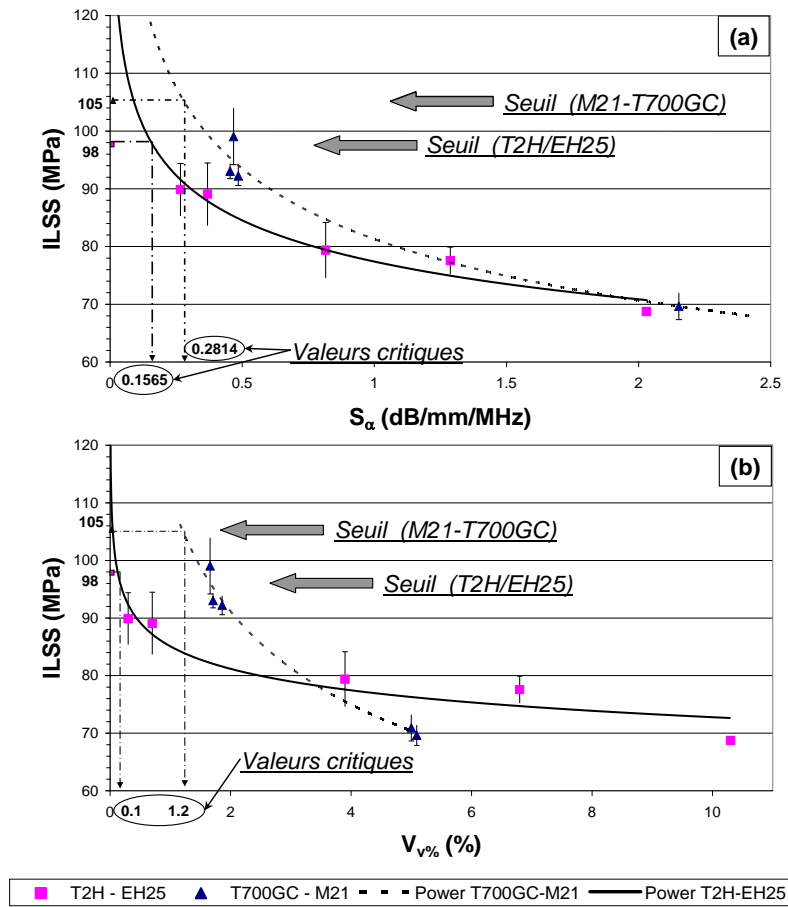 120
(a)
110
Seuil (M21-T700GC)
105
100
Seuil (T2H/EH25)
98
ILSS (MPa)
90
80
70
0.2814
Valeurs critiques
60
0.1565
0 0.5 1 1.5 2 2.5
Sα (dB/mm/MHz)
120
(b)
110
105
Seuil (M21-T700GC)
100
98
Seuil (T2H/EH25)
ILSS (MPa)
90
80
70
Valeurs critiques
60
0.1 1.2
0 2 4 6 8 10
Vv% (%)
T2H - EH25 T700GC - M21 Power T700GC-M21 Power T2H-EH25